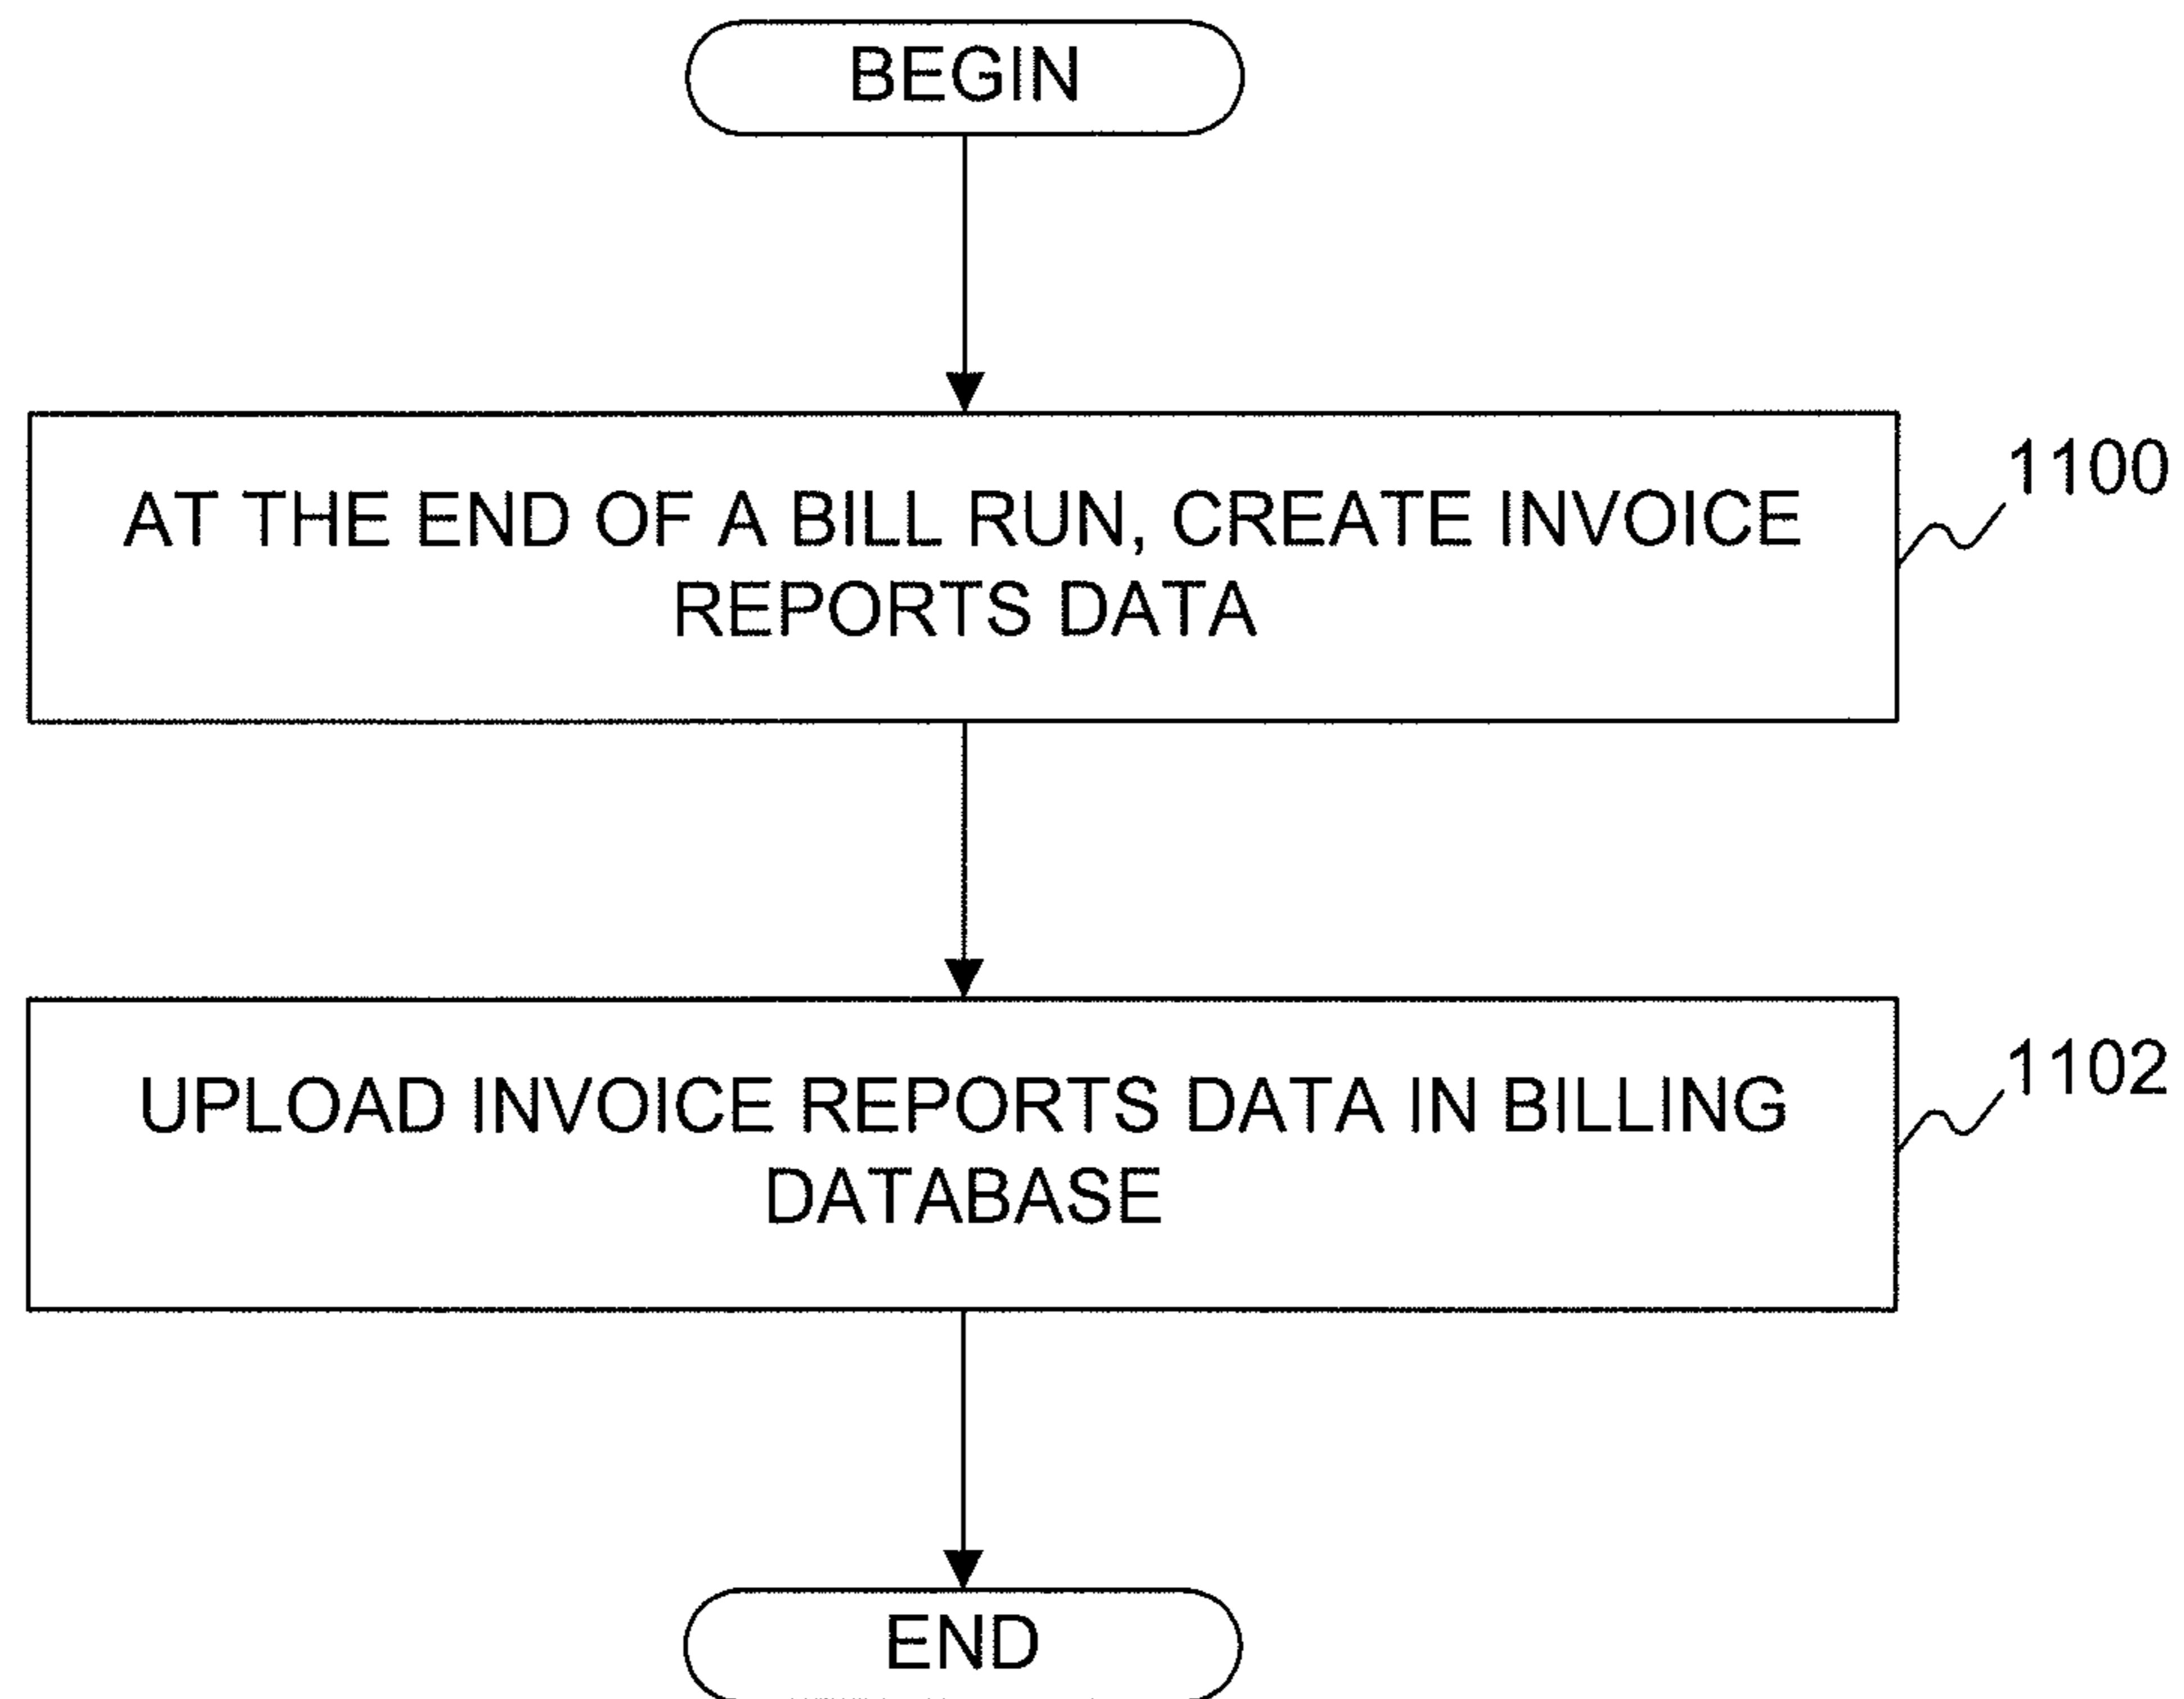 BEGIN
AT THE END OF A BILL RUN, CREATE INVOICE
REPORTS DATA
1100
UPLOAD INVOICE REPORTS DATA IN BILLING
DATABASE
1102
END